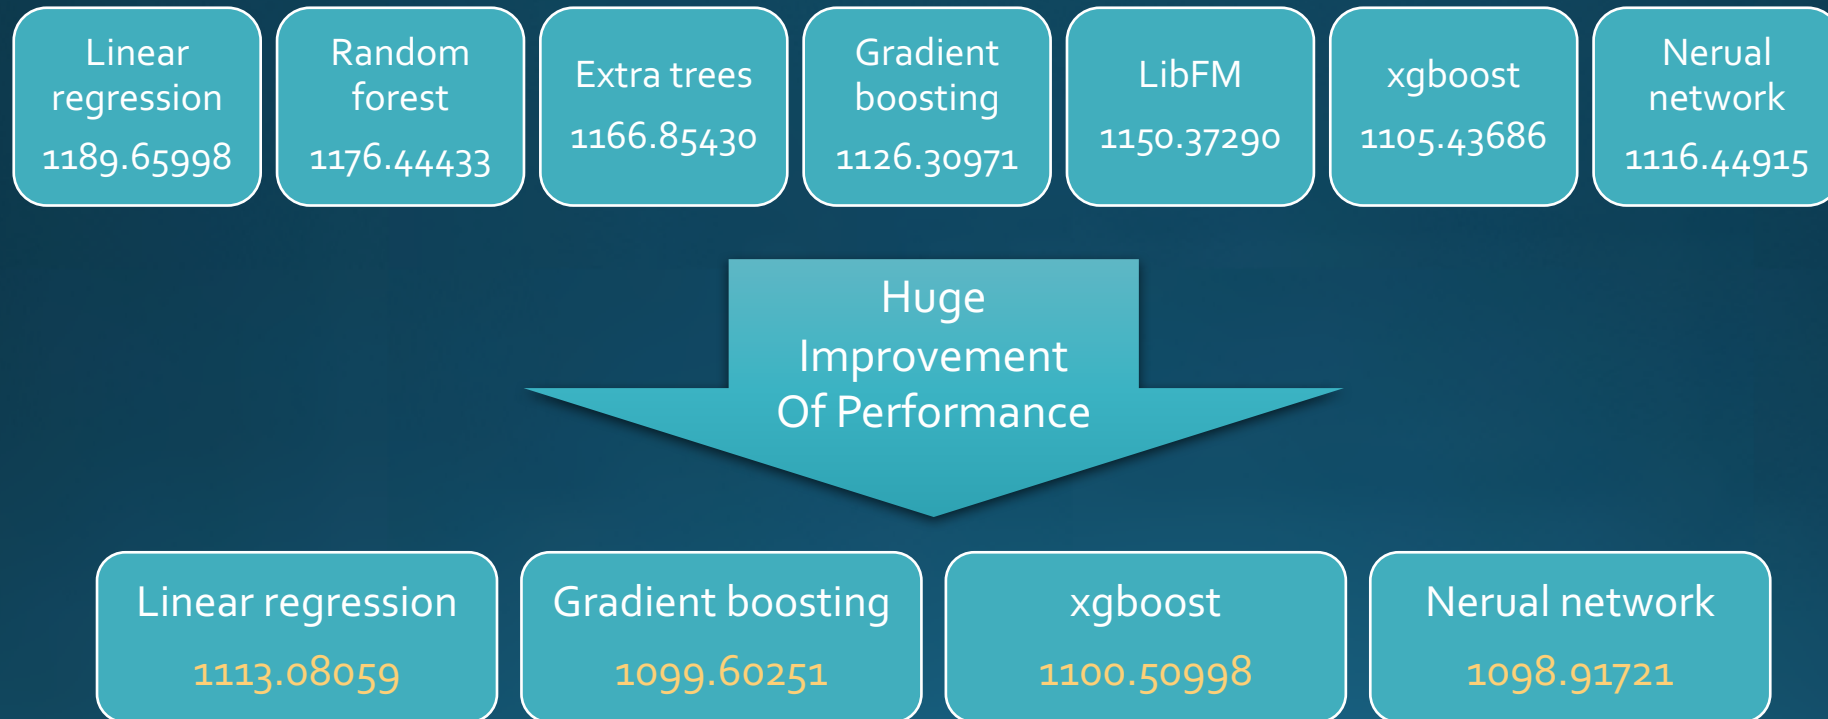 Linear
regression
1189.65998
Random
forest
1176.44433
Extra trees
1166.85430
Gradient
boosting
1126.30971
LibFM
1150.37290
xgboost
1105.43686
Nerual
network
1116.44915
Huge
Improvement
Of Performance
Linear regression
1113.08059
Gradient boosting
1099.60251
xgboost
1100.50998
Nerual network
1098.91721